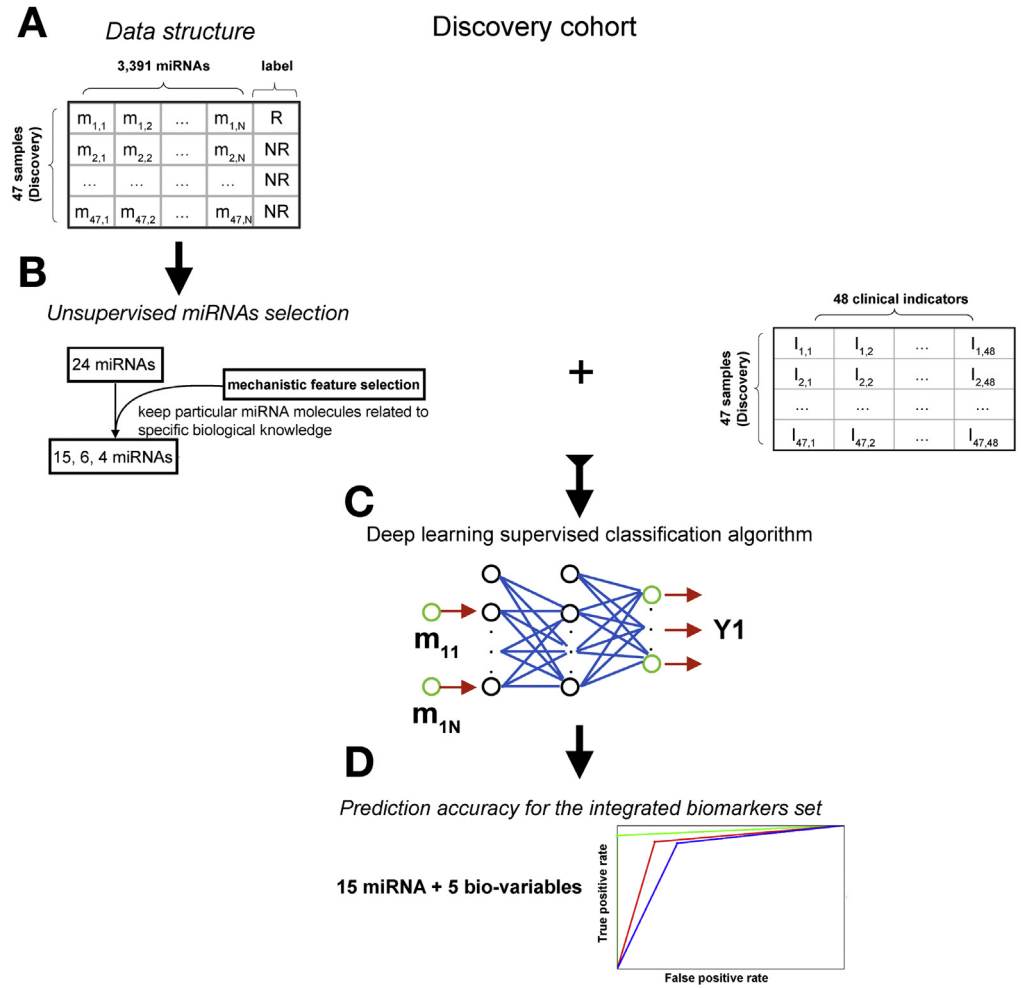 A
Data structure
Discovery cohort
3,391 miRNAs
label
47 samples
(Discovery)
m1,1 m1,2 ... m1,N R
m2,1 m2,2 ... m2,N NR
... ... ... ... NR
m47,1 m47,2 ... m47,N NR
B
Unsupervised miRNAs selection
24 miRNAs
mechanistic feature selection
keep particular miRNA molecules related to
specific biological knowledge
15, 6, 4 miRNAs
+
48 clinical indicators
47 samples
(Discovery)
I1,1 I1,2 ... I1,48
I2,1 I2,2 ... I2,48
... ... ... ...
I47,1 I47,2 ... I47,48
C
Deep learning supervised classification algorithm
m11
m1N
Y1
D
Prediction accuracy for the integrated biomarkers set
15 miRNA + 5 bio-variables
True positive rate
False positive rate